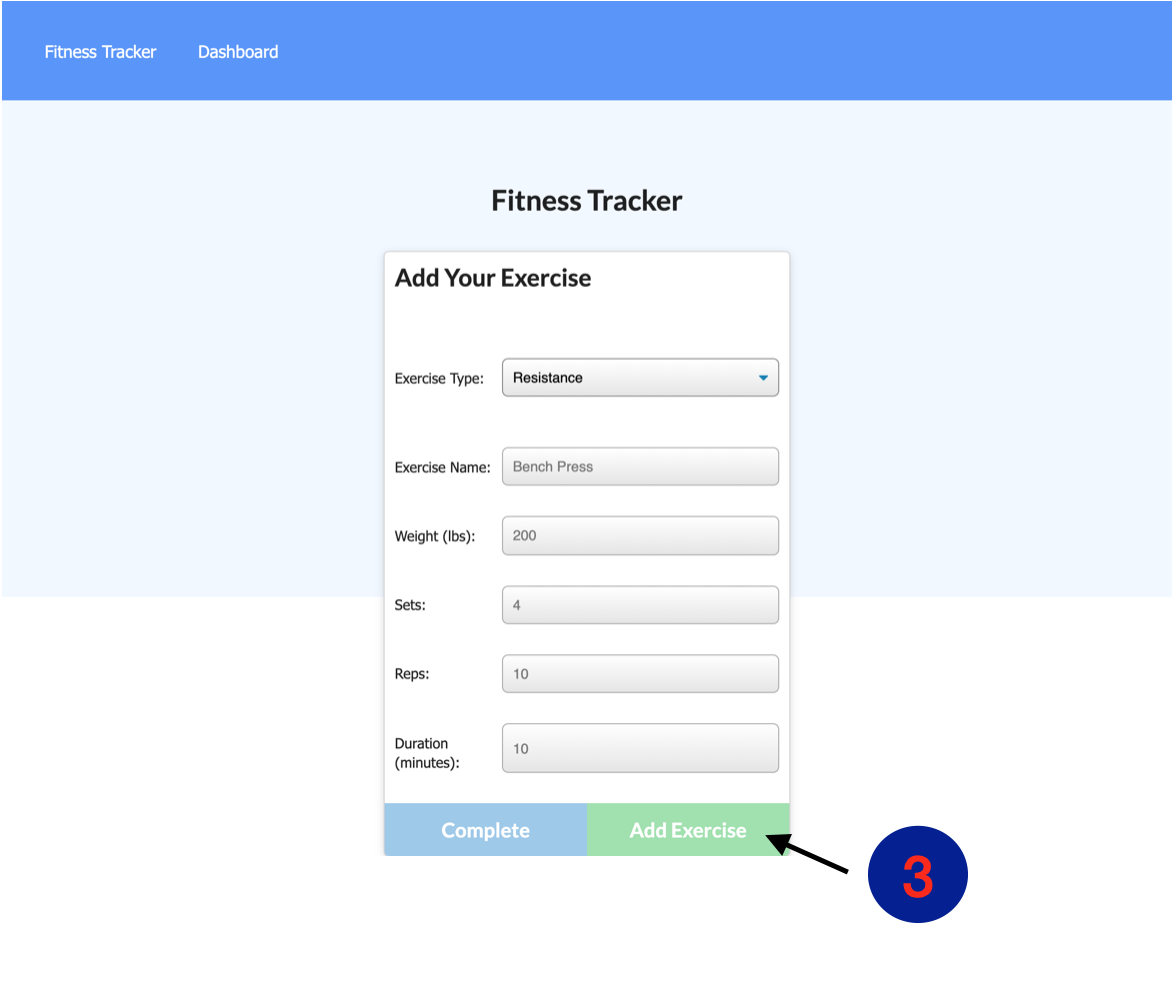 Fitness Tracker Dashboard
Fitness Tracker
Add Your Exercise
Exercise Type: Resistance
Exercise Name: Bench Press
Weight (lbs): 200
Sets: 4
Reps: 10
Duration
(minutes): 10
Complete Add Exercise
3